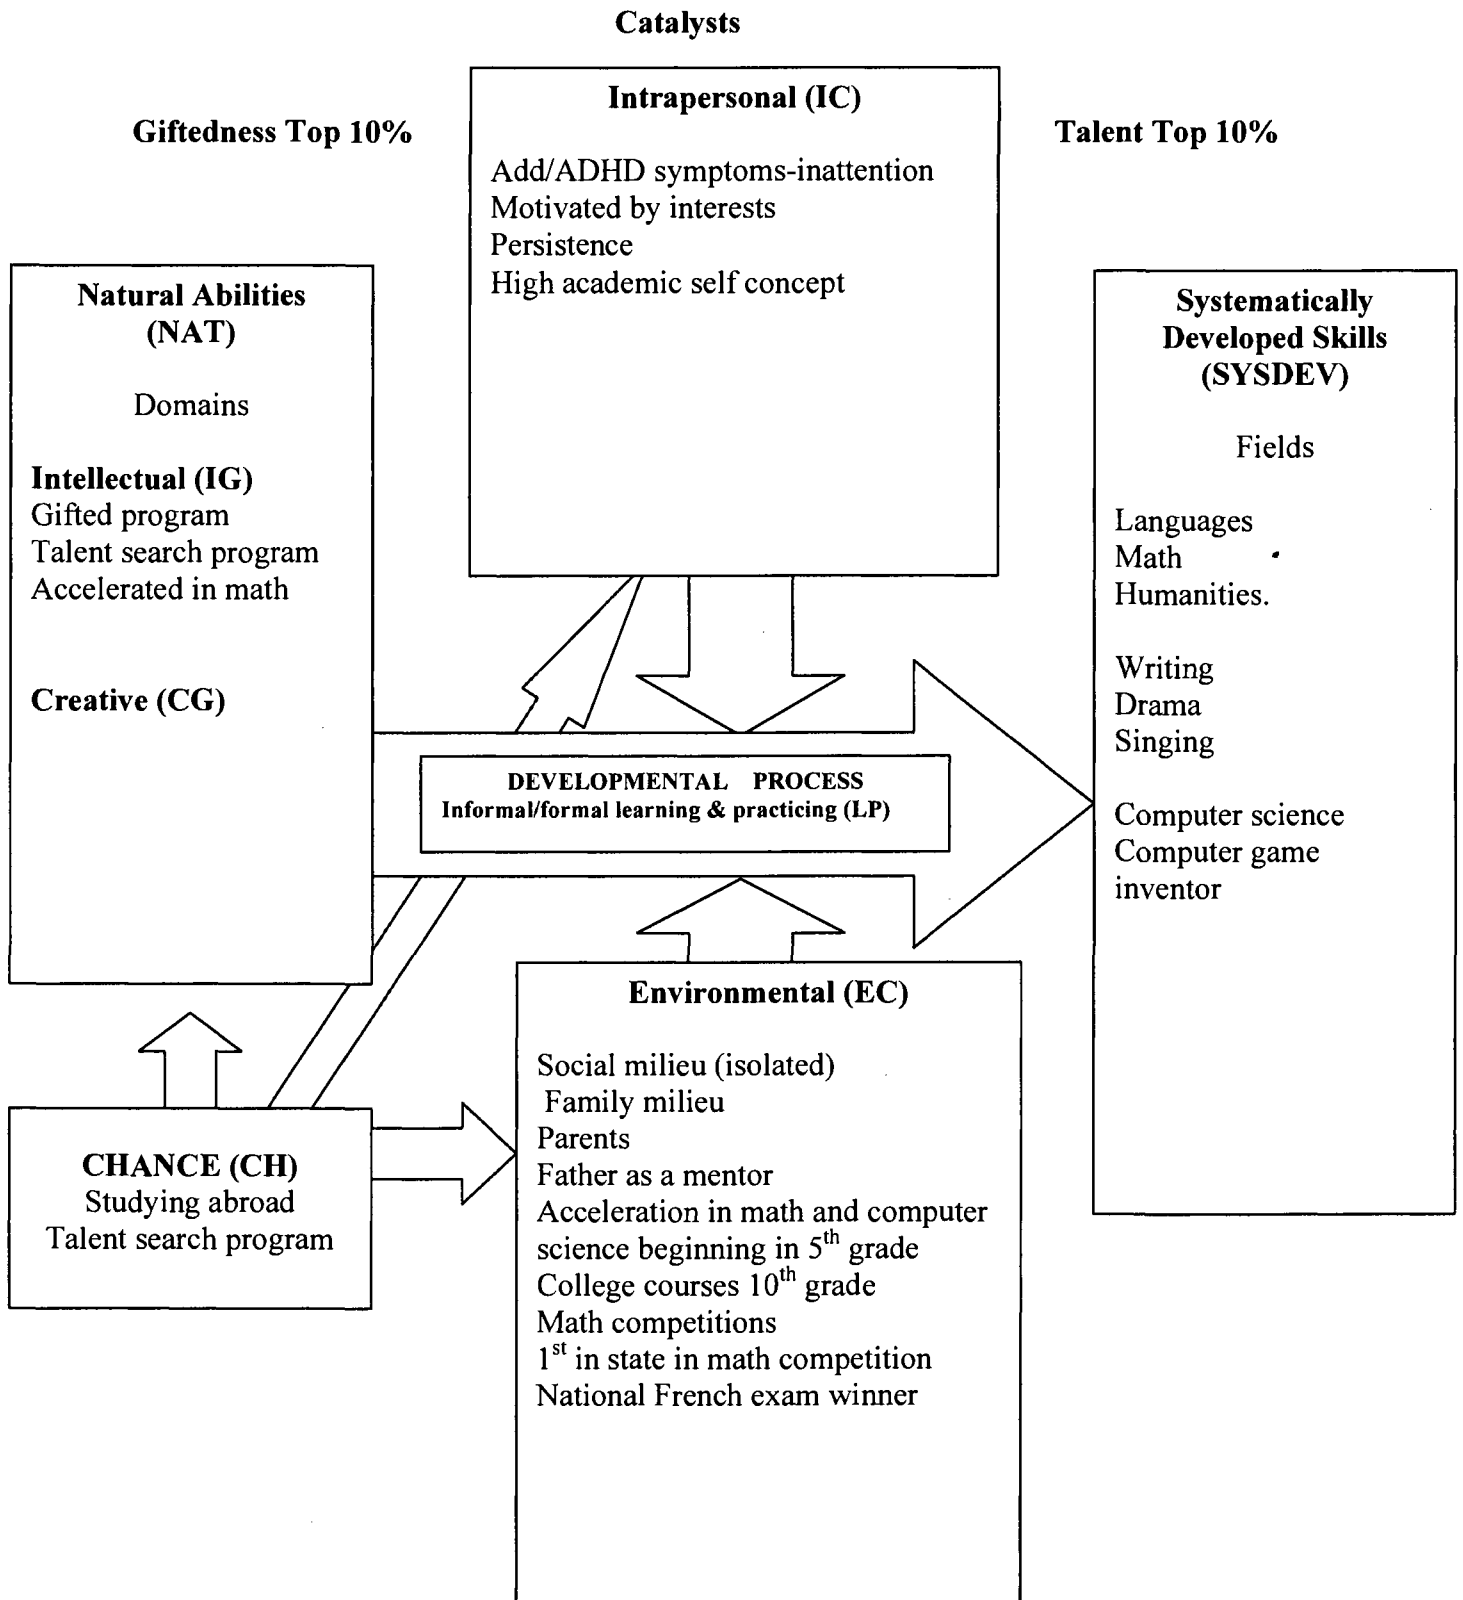 Catalysts
Intrapersonal (IC)
Giftedness Top 10%
Talent Top 10%
Add/ADHD symptoms-inattention
Motivated by interests
Persistence
High academic self concept
Natural Abilities
(NAT)
Domains
Intellectual (IG)
Gifted program
Talent search program
Accelerated in math
Creative (CG)
Systematically
Developed Skills
(SYSDEV)
Fields
Languages
Math
Humanities.
Writing
Drama
Singing
Computer science
Computer game
inventor
DEVELOPMENTAL PROCESS
Informal/formal learning & practicing (LP)
Environmental (EC)
Social milieu (isolated)
Family milieu
Parents
Father as a mentor
Acceleration in math and computer
science beginning in 5th grade
College courses 10th grade
Math competitions
1st in state in math competition
National French exam winner
CHANCE (CH)
Studying abroad
Talent search program